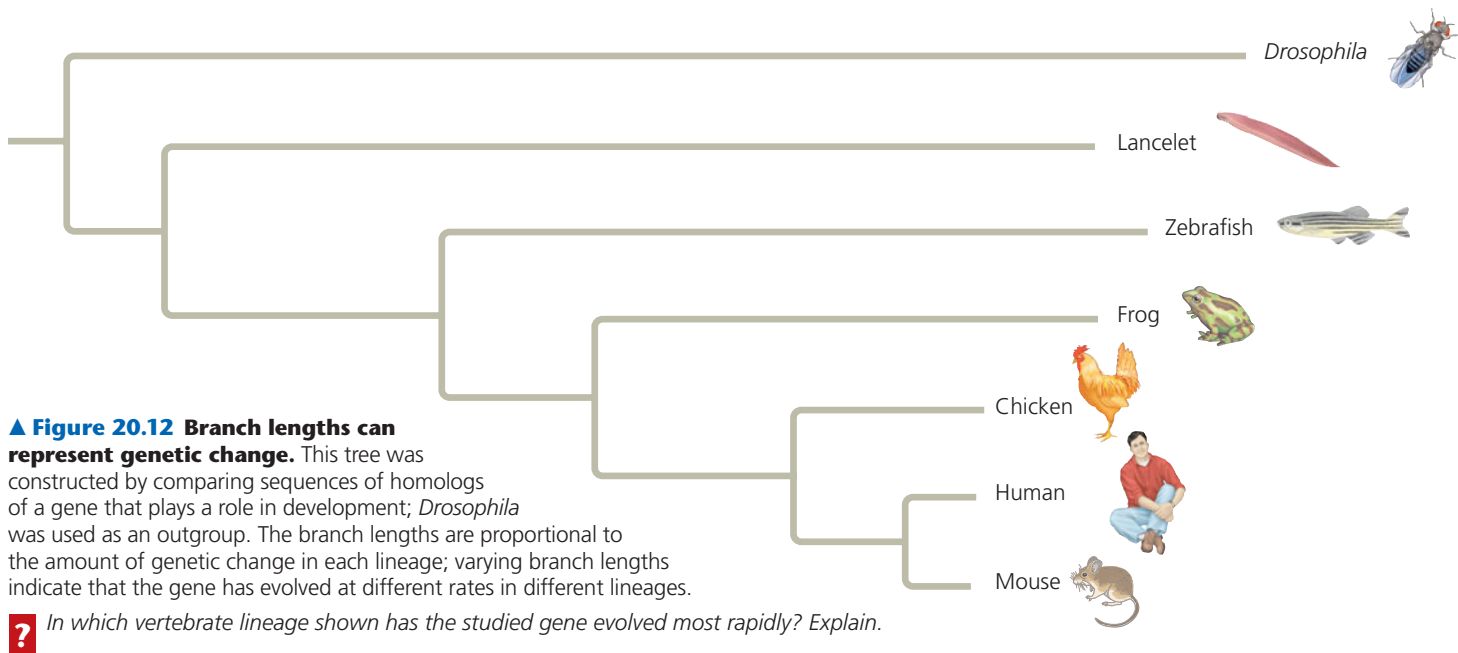 Drosophila
Lancelet
Zebrafish
Frog
Chicken
Human
Mouse
▲ Figure 20.12 Branch lengths can
represent genetic change. This tree was
constructed by comparing sequences of homologs
of a gene that plays a role in development; Drosophila
was used as an outgroup. The branch lengths are proportional to
the amount of genetic change in each lineage; varying branch lengths
indicate that the gene has evolved at different rates in different lineages.
? In which vertebrate lineage shown has the studied gene evolved most rapidly? Explain.